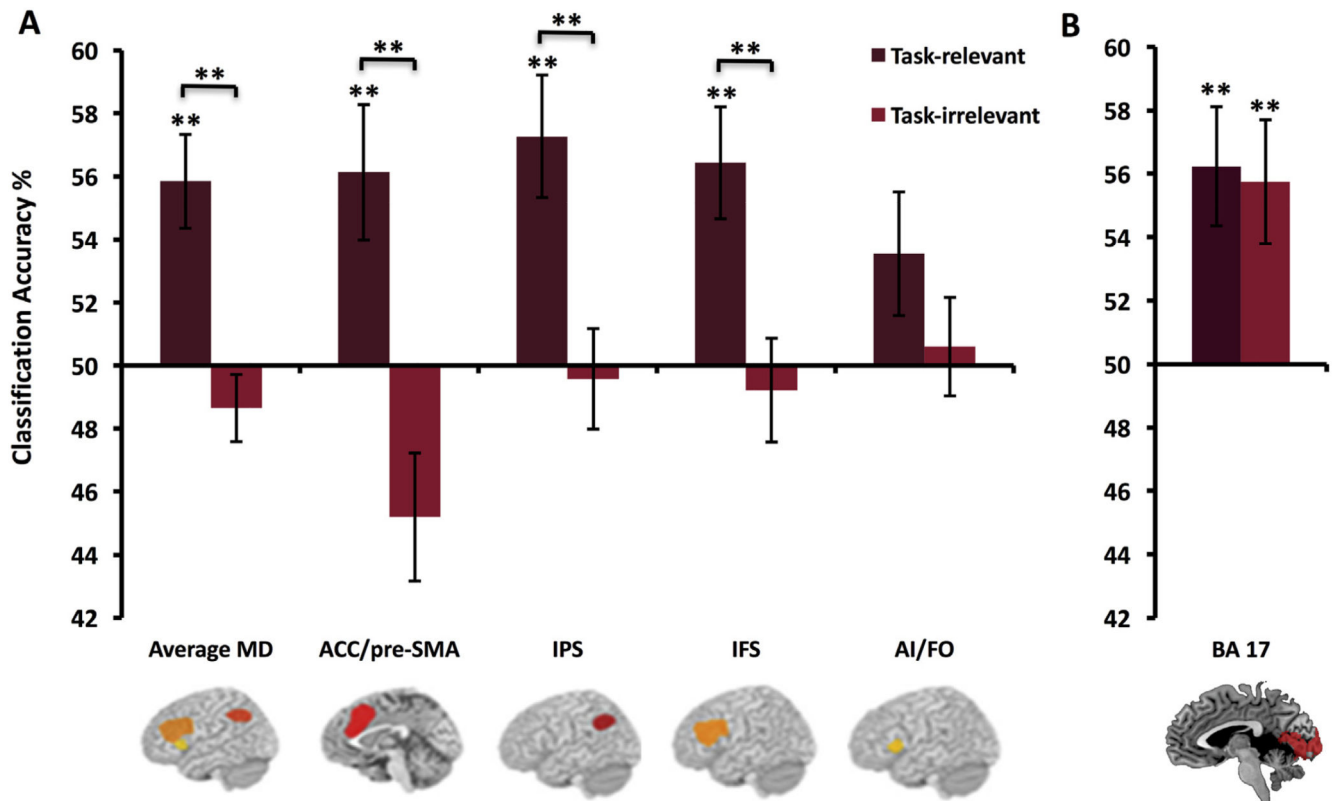 A
B
**
**
**
**
**
**
**
**
**
**
Task-relevant
Task-irrelevant
Classification Accuracy %
60
58
56
54
52
50
48
46
44
42
60
58
56
54
52
50
48
46
44
42
Average MD
ACC/pre-SMA
IPS
IFS
AI/FO
BA 17